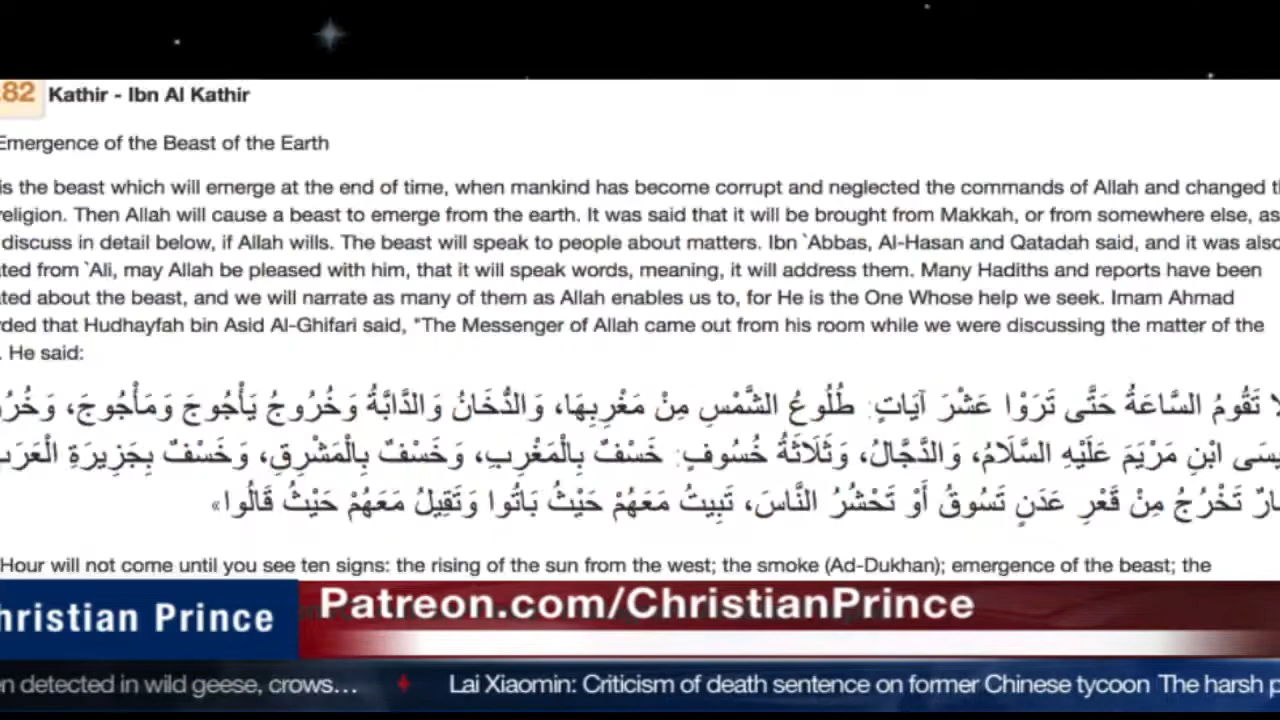 .82 Kathir - Ibn Al Kathir
Emergence of the Beast of the Earth
is the beast which will emerge at the end of time, when mankind has become corrupt and neglected the commands of Allah and changed
religion. Then Allah will cause a beast to emerge from the earth. It was said that it will be brought from Makkah, or from somewhere else, as
discuss in detail below, if Allah wills. The beast will speak to people about matters. Ibn `Abbas, Al-Hasan and Qatadah said, and it was also
ted from `Ali, may Allah be pleased with him, that it will speak words, meaning, it will address them. Many Hadiths and reports have been
ted about the beast, and we will narrate as many of them as Allah enables us to, for He is the One Whose help we seek. Imam Ahmad
ded that Hudhayfah bin Asid Al-Ghifari said, "The Messenger of Allah came out from his room while we were discussing the matter of the
. He said:
لا تَقُومُ السَّاعَةُ حَتَّى تَرَوْا عَشْرَ آيَاتٍ: طُلُوعُ الشَّمْسِ مِنْ مَغْرِبِهَا، وَالدُّخَانُ وَالدَّابَّةُ وَخُرُوجُ يَأْجُوجَ وَمَأْجُوجَ، وَخُرُو
يسَى ابْنِ مَرْيَمَ عَلَيْهِ السَّلَامُ، وَالدَّجَّالُ، وَثَلَاثَةُ خُسُوفٍ: خَسْفٌ بِالْمَغْرِبِ، وَخَسْفٌ بِالْمَشْرِقِ، وَخَسْفٌ بِجَزِيرَةِ الْعَرَب
ارٌ تَخْرُجُ مِنْ قَعْرِ عَدَنٍ تَسُوقُ أَوْ تَحْشُرُ النَّاسَ، تَبِيتُ مَعَهُمْ حَيْثُ بَاتُوا وَتَقِيلُ مَعَهُمْ حَيْثُ قَالُوا»
Hour will not come until you see ten signs: the rising of the sun from the west; the smoke (Ad-Dukhan); emergence of the beast; the
hristian Prince
Patreon.com/ChristianPrince
n detected in wild geese, crows... Lai Xiaomin: Criticism of death sentence on former Chinese tycoon The harsh p